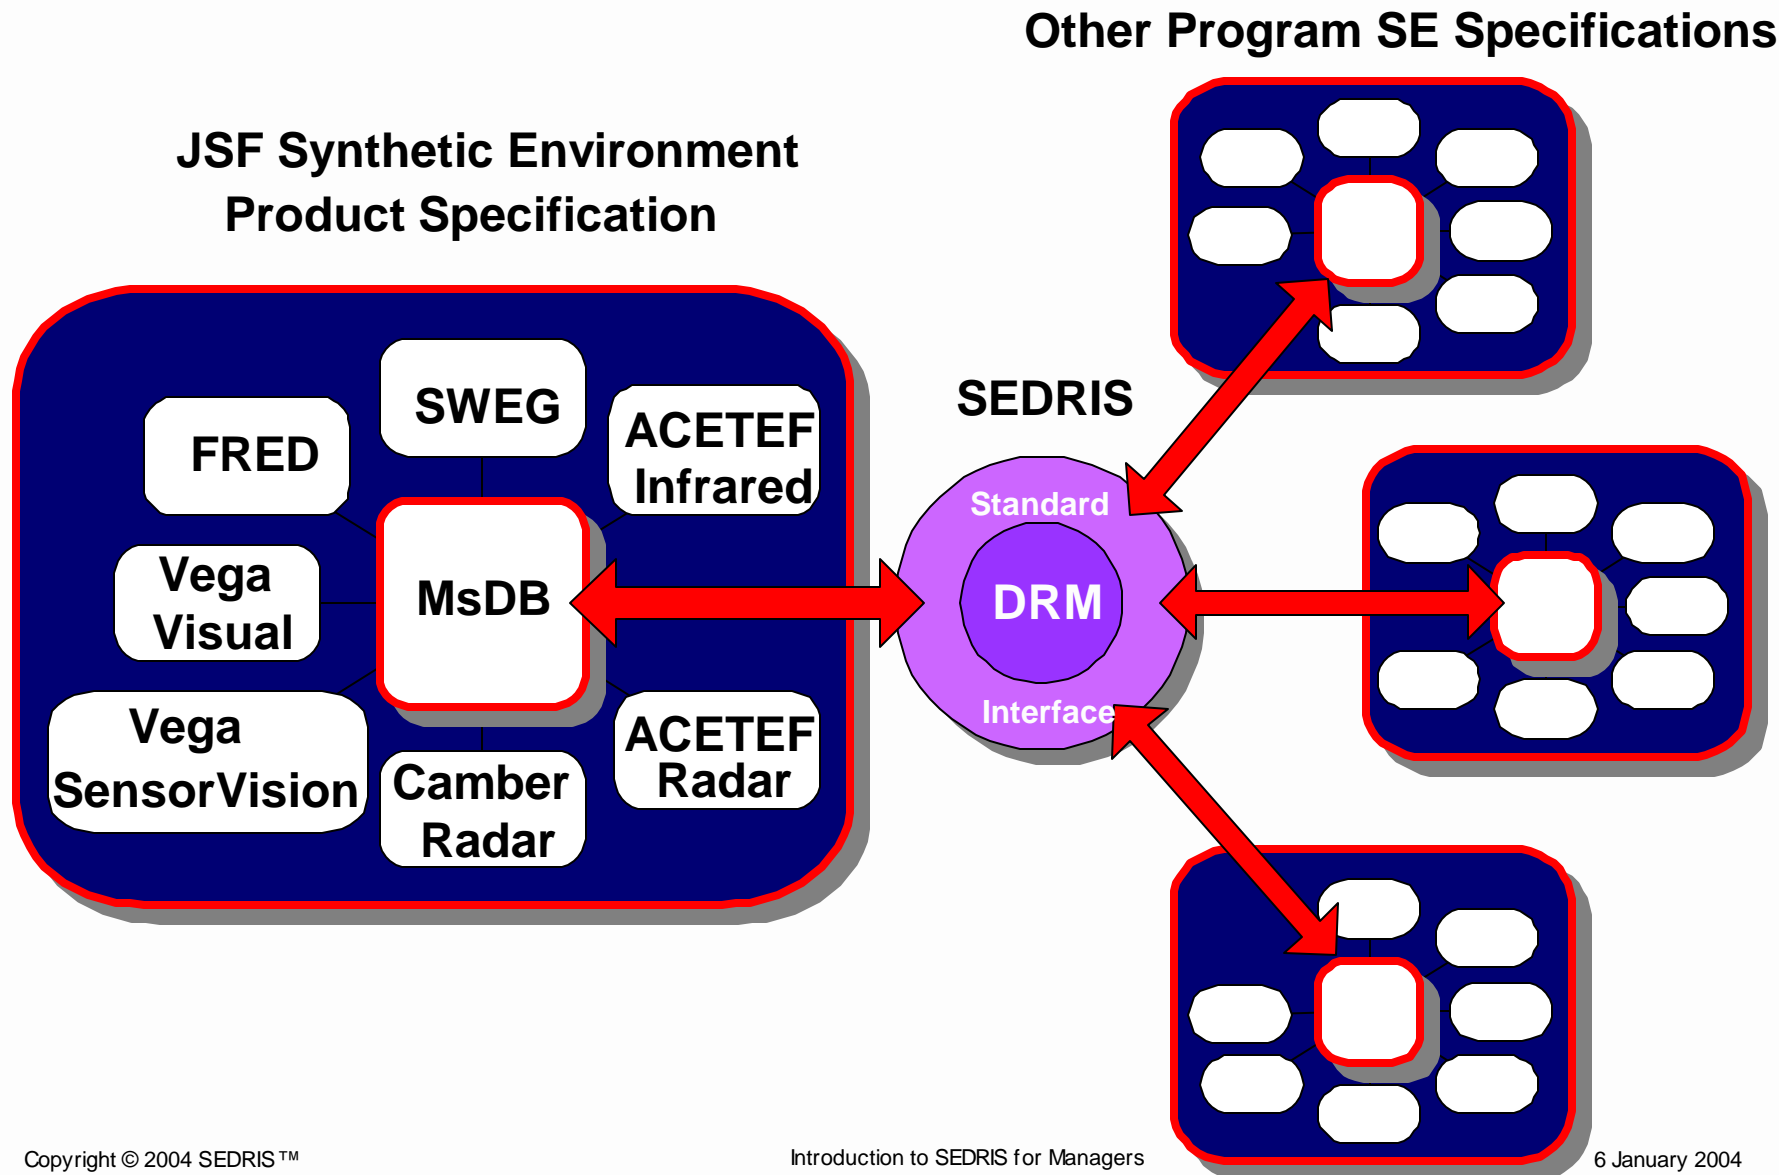 Other Program SE Specifications
JSF Synthetic Environment
Product Specification
SEDRIS
SWEG
FRED
ACETEF
Infrared
Vega
Visual
MsDB
Vega
SensorVision
Camber
Radar
ACETEF
Radar
Standard
DRM
Interface
Copyright © 2004 SEDRIS™
Introduction to SEDRIS for Managers
6 January 2004